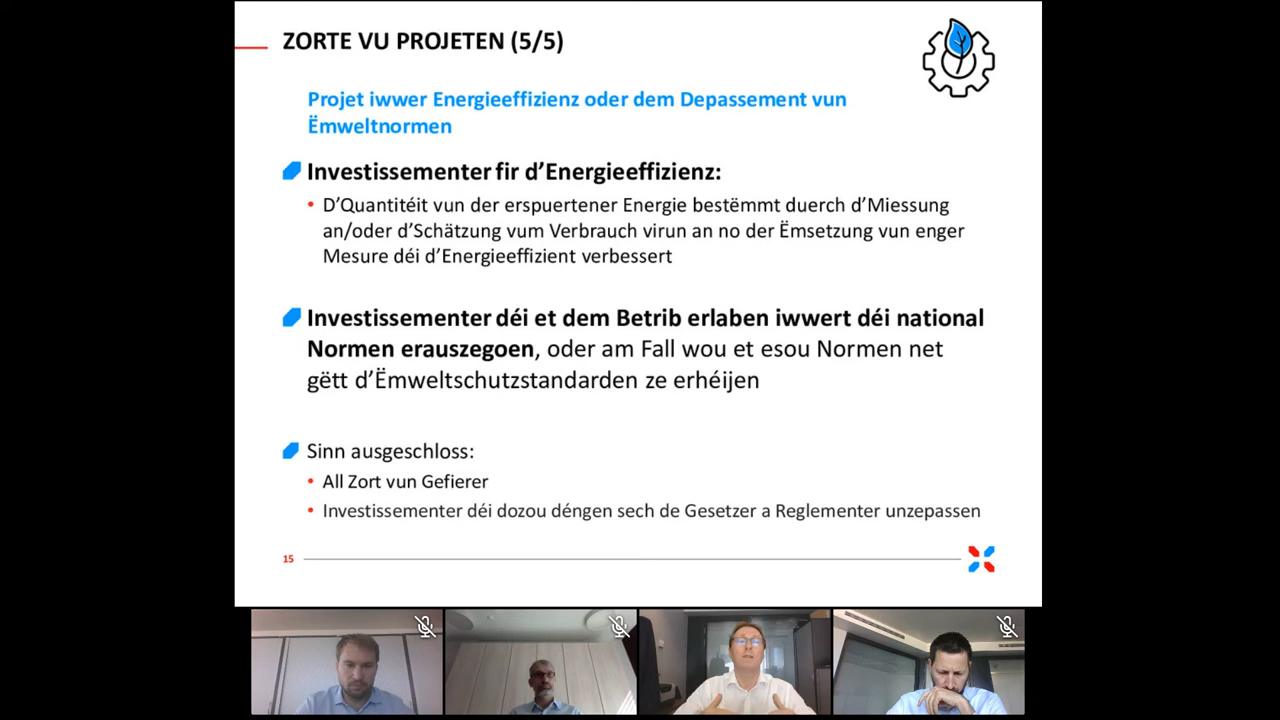 ZORTE VU PROJETEN (5/5)
Projet iwwer Energieeffizienz oder dem Depassement vun
Ëmweltnormen
Investissementer fir d’Energieeffizienz:
D’Quantitéit vun der erspuertener Energie bestëmmt duerch d’Miessung
an/oder d’Schätzung vum Verbrauch virun an no der Ëmsetzung vun enger
Mesure déi d’Energieeffizient verbessert
Investissementer déi et dem Betrib erlaben iwwert déi national
Normen erauszegoen, oder am Fall wou et esou Normen net
gëtt d’Ëmweltschutzstandarden ze erhéijen
Sinn ausgeschloss:
All Zort vun Gefierer
Investissementer déi dozou déngen sech de Gesetzer a Reglementer unzepassen
15